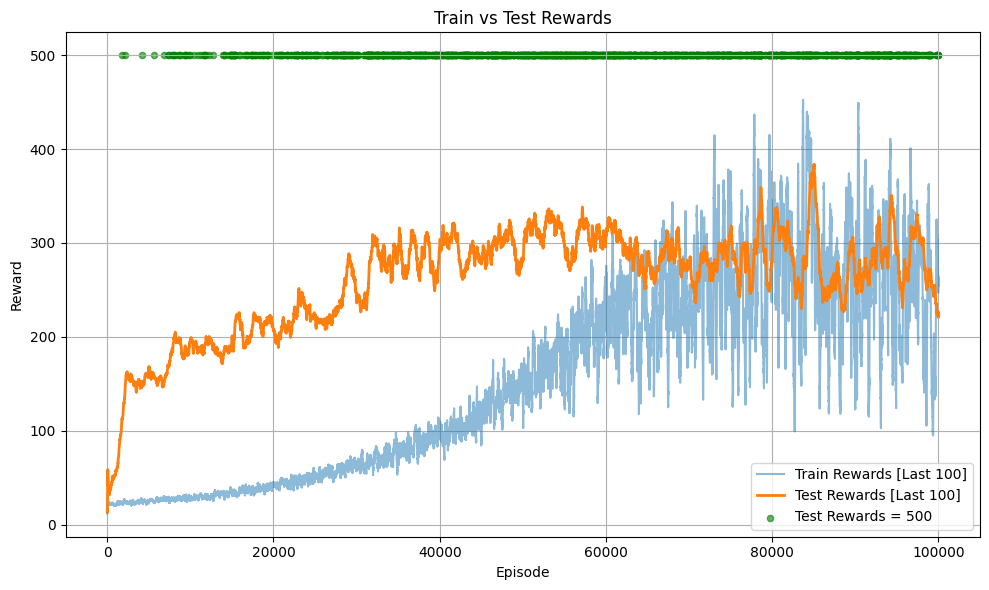 Train vs Test Rewards
500
400
300
200
100
0
Reward
0
20000
40000
60000
80000
100000
Episode
Train Rewards [Last 100]
Test Rewards [Last 100]
Test Rewards = 500